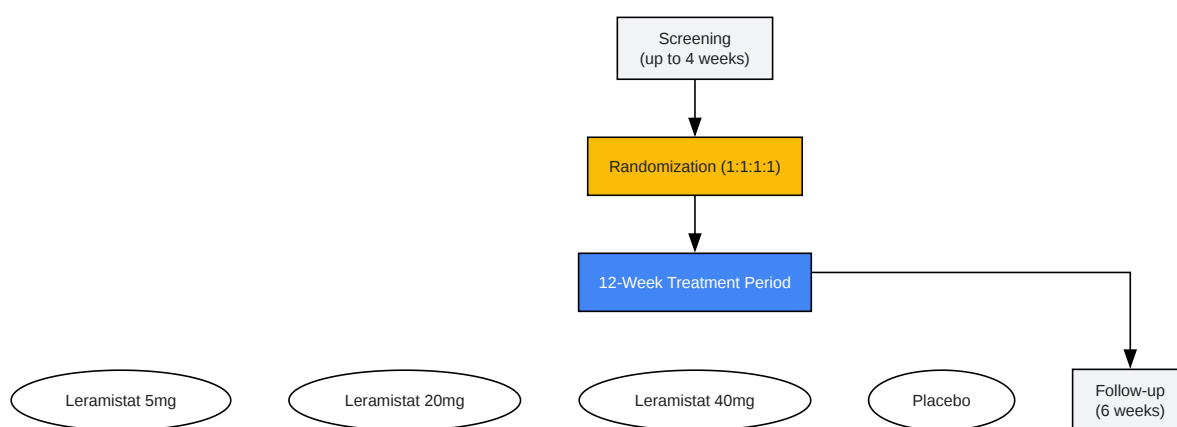 Screening
(up to 4 weeks)
Randomization (1:1:1:1)
12-Week Treatment Period
Leramistat 5mg
Leramistat 20mg
Leramistat 40mg
Placebo
Follow-up
(6 weeks)